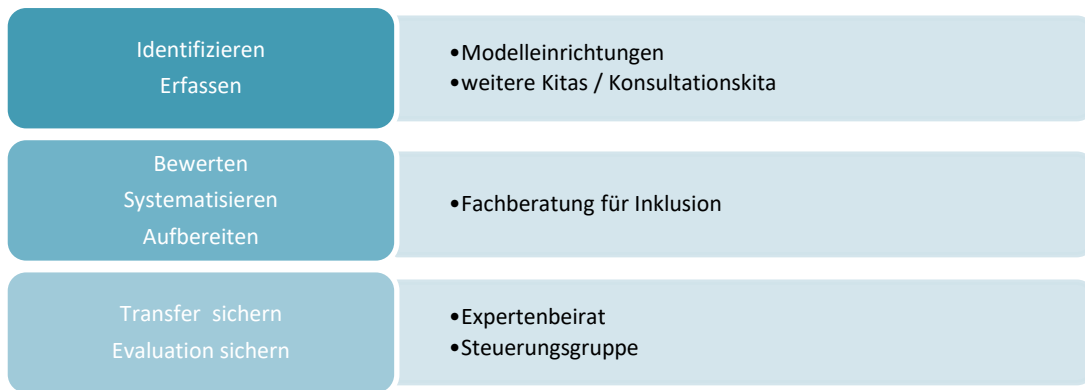 Identifizieren
Erfassen
•Modelleinrichtungen
•weitere Kitas / Konsultationskita
Bewerten
Systematisieren
Aufbereiten
•Fachberatung für Inklusion
Transfer sichern
Evaluation sichern
•Expertenbeirat
•Steuerungsgruppe